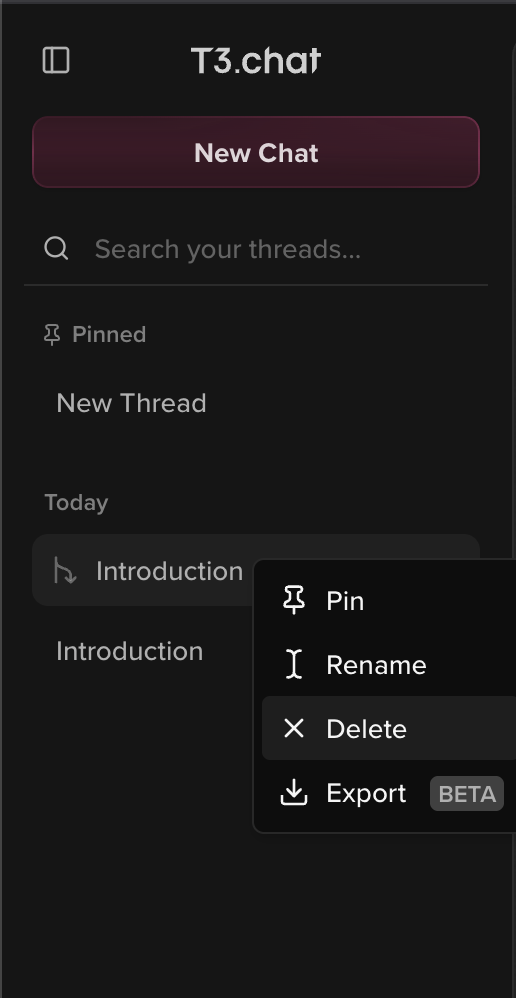 T3.chat
New Chat
Search your threads...
Pinned
New Thread
Today
Introduction
Introduction
Pin
Rename
Delete
Export BETA